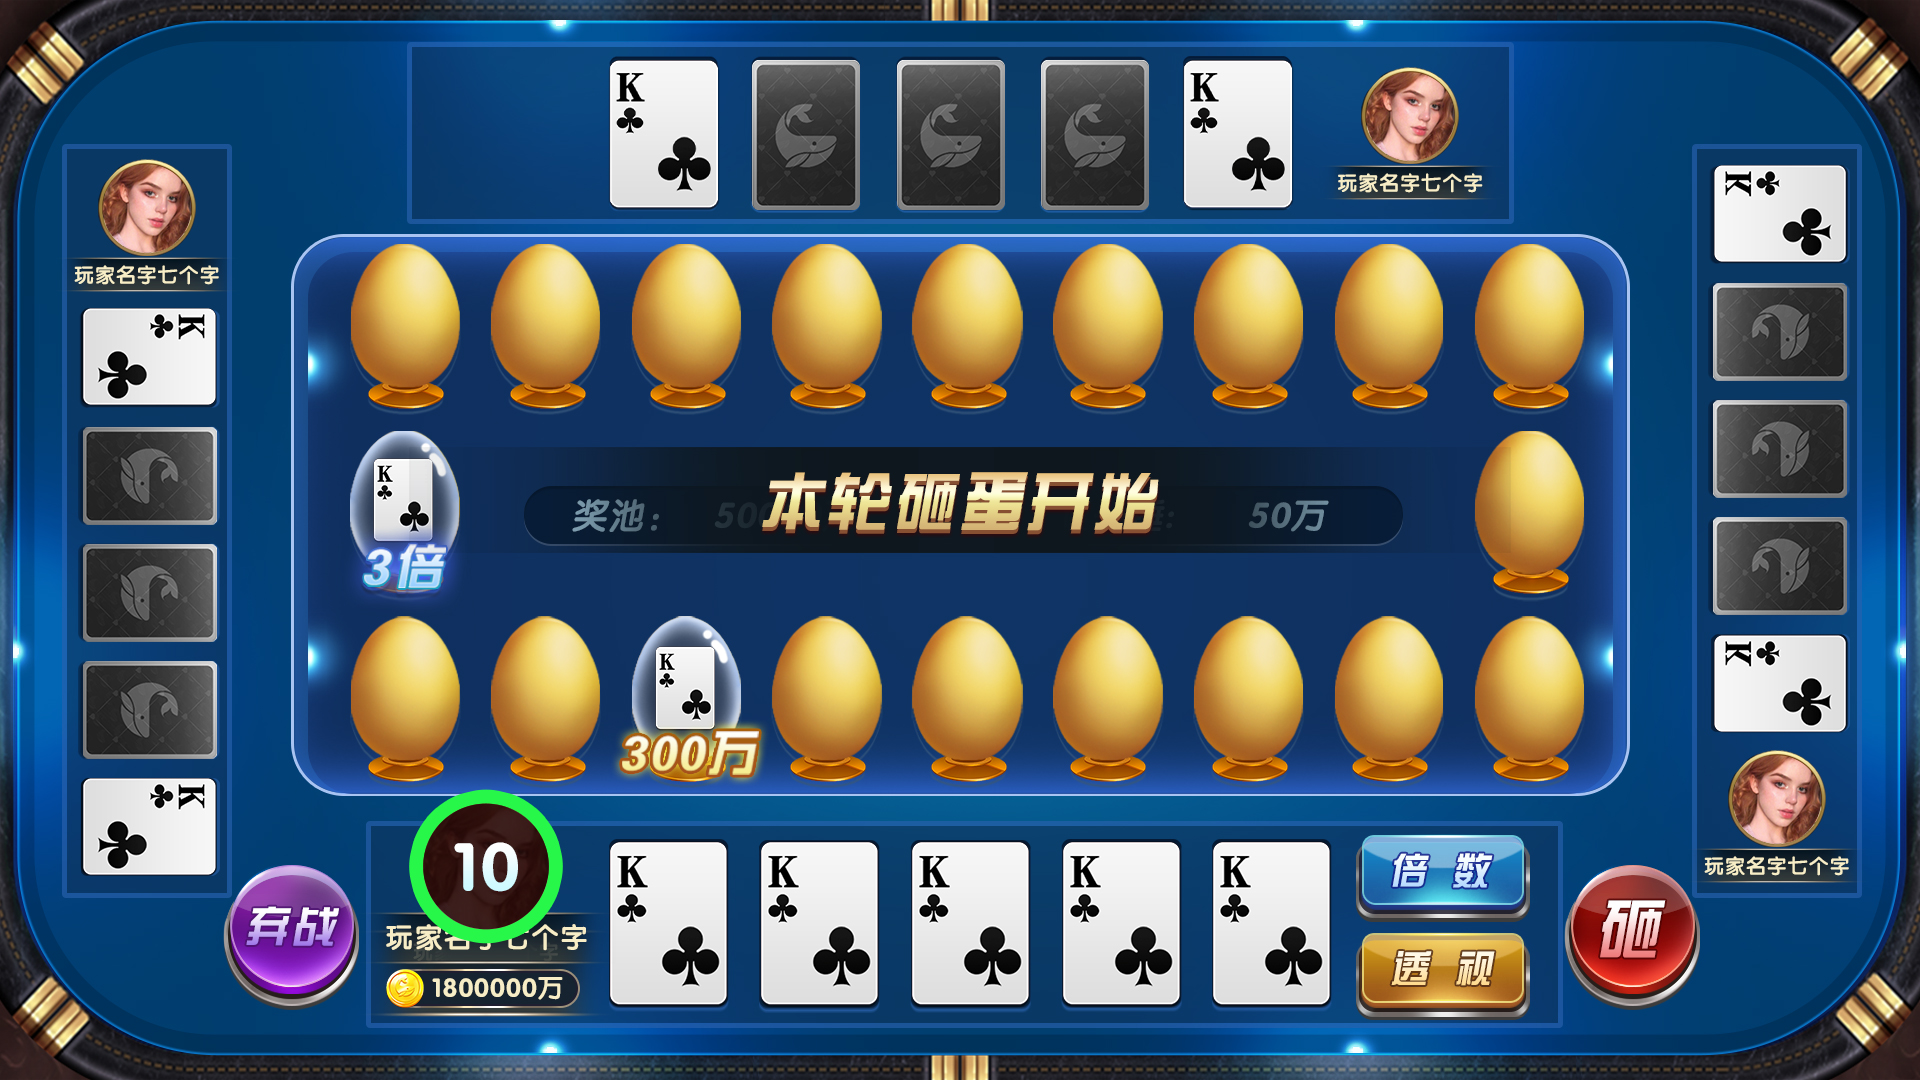 K
K
玩家名字七个字
玩家名字七个字
K
K
K
K
K
3倍
奖池：
本轮砸蛋开始
50万
K
300万
玩家名字七个字
10
玩家名字七个字
1800000万
弃战
K
K
K
K
K
倍数
透视
砸